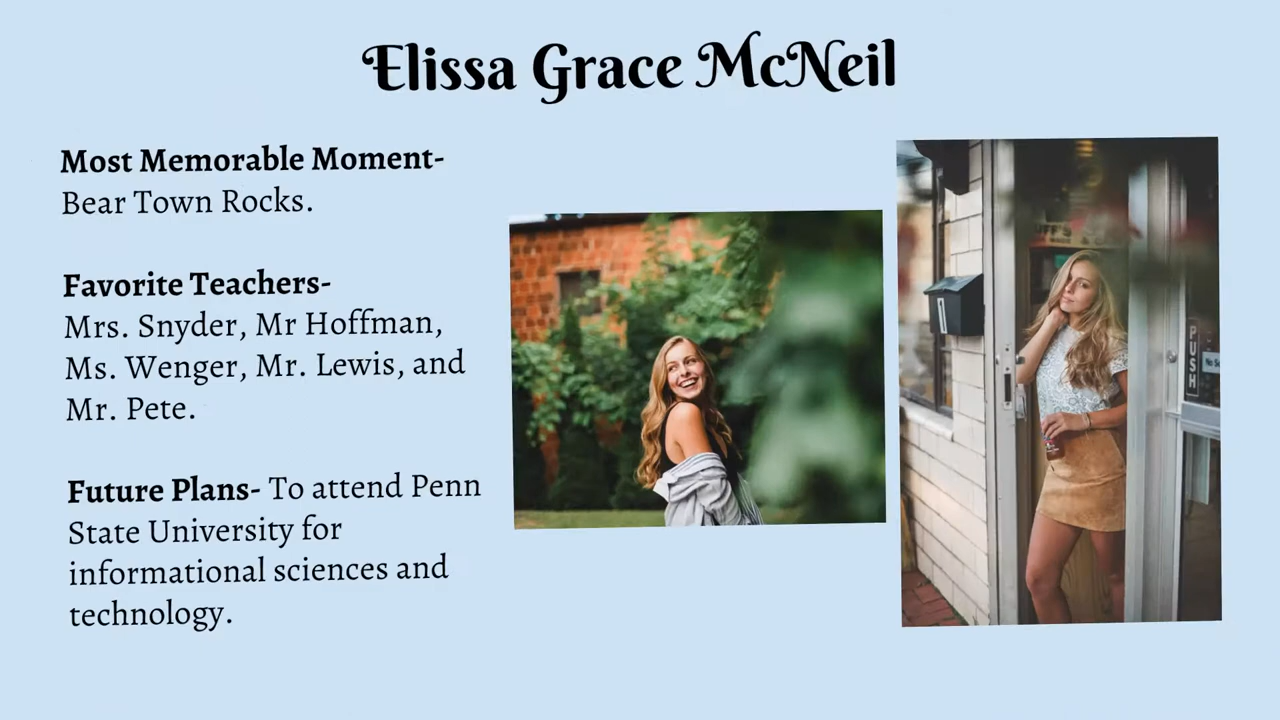 Elissa Grace McNeil
Most Memorable Moment-
Bear Town Rocks.
Favorite Teachers-
Mrs. Snyder, Mr Hoffman,
Ms. Wenger, Mr. Lewis, and
Mr. Pete.
Future Plans- To attend Penn
State University for
informational sciences and
technology.
PUSH